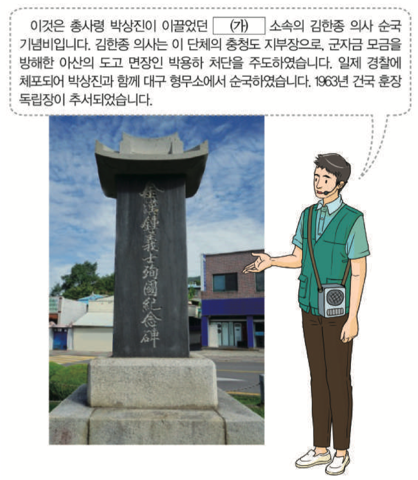 이것은 총사령 박상진이 이끌었던 (가) 소속의 김한종 의사 순국
기념비입니다. 김한종 의사는 이 단체의 충청도 지부장으로, 군자금 모금을
방해한 아산의 도고 면장인 박용하 처단을 주도하였습니다. 일제 경찰에
체포되어 박상진과 함께 대구 형무소에서 순국하였습니다. 1963년 건국 훈장
독립장이 추서되었습니다.
金漢鍾義士殉國紀念碑